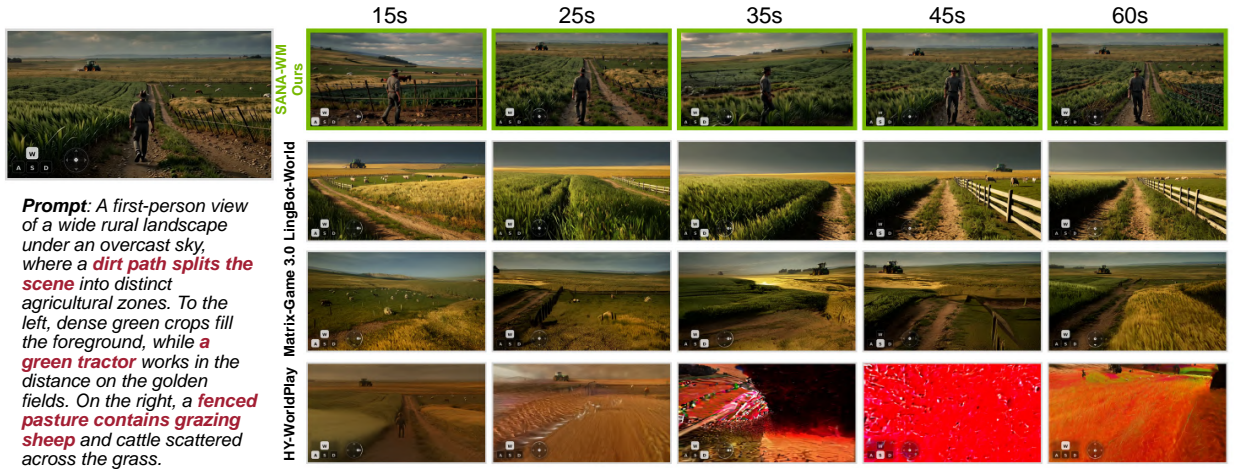 15s
25s
35s
45s
60s
SANA-WM
Ours
LingBot-World
Matrix-Game 3.0
HY-WorldPlay
W
A S D
Prompt: A first-person view
of a wide rural landscape
under an overcast sky,
where a dirt path splits the
scene into distinct
agricultural zones. To the
left, dense green crops fill
the foreground, while a
green tractor works in the
distance on the golden
fields. On the right, a fenced
pasture contains grazing
sheep and cattle scattered
across the grass.
W
A S D
W
A S D
W
A S D
W
A S D
W
A S D
W
A S D
W
A S D
W
A S D
W
A S D
W
A S D
W
A S D
W
A S D
W
A S D
W
A S D
W
A S D
W
A S D
W
A S D
W
A S D
W
A S D
W
A S D